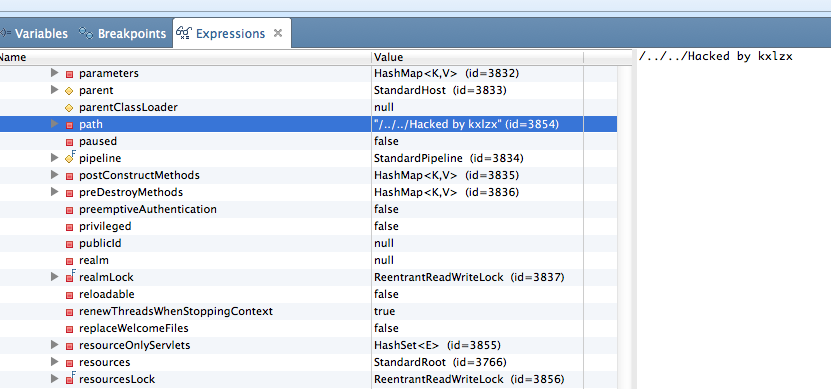 Variables Breakpoints Expressions
Name Value
/../../Hacked by kxlzx
parameters HashMap<K,V> (id=3832)
parent StandardHost (id=3833)
parentClassLoader null
path "/../../Hacked by kxlzx" (id=3854)
paused false
F pipeline StandardPipeline (id=3834)
postConstructMethods HashMap<K,V> (id=3835)
preDestroyMethods HashMap<K,V> (id=3836)
preemptiveAuthentication false
privileged false
publicId null
realm null
F realmLock ReentrantReadWriteLock (id=3837)
reloadable false
renewThreadsWhenStoppingContext true
replaceWelcomeFiles false
F resourceOnlyServlets HashSet<E> (id=3855)
resources StandardRoot (id=3766)
F resourcesLock ReentrantReadWriteLock (id=3856)